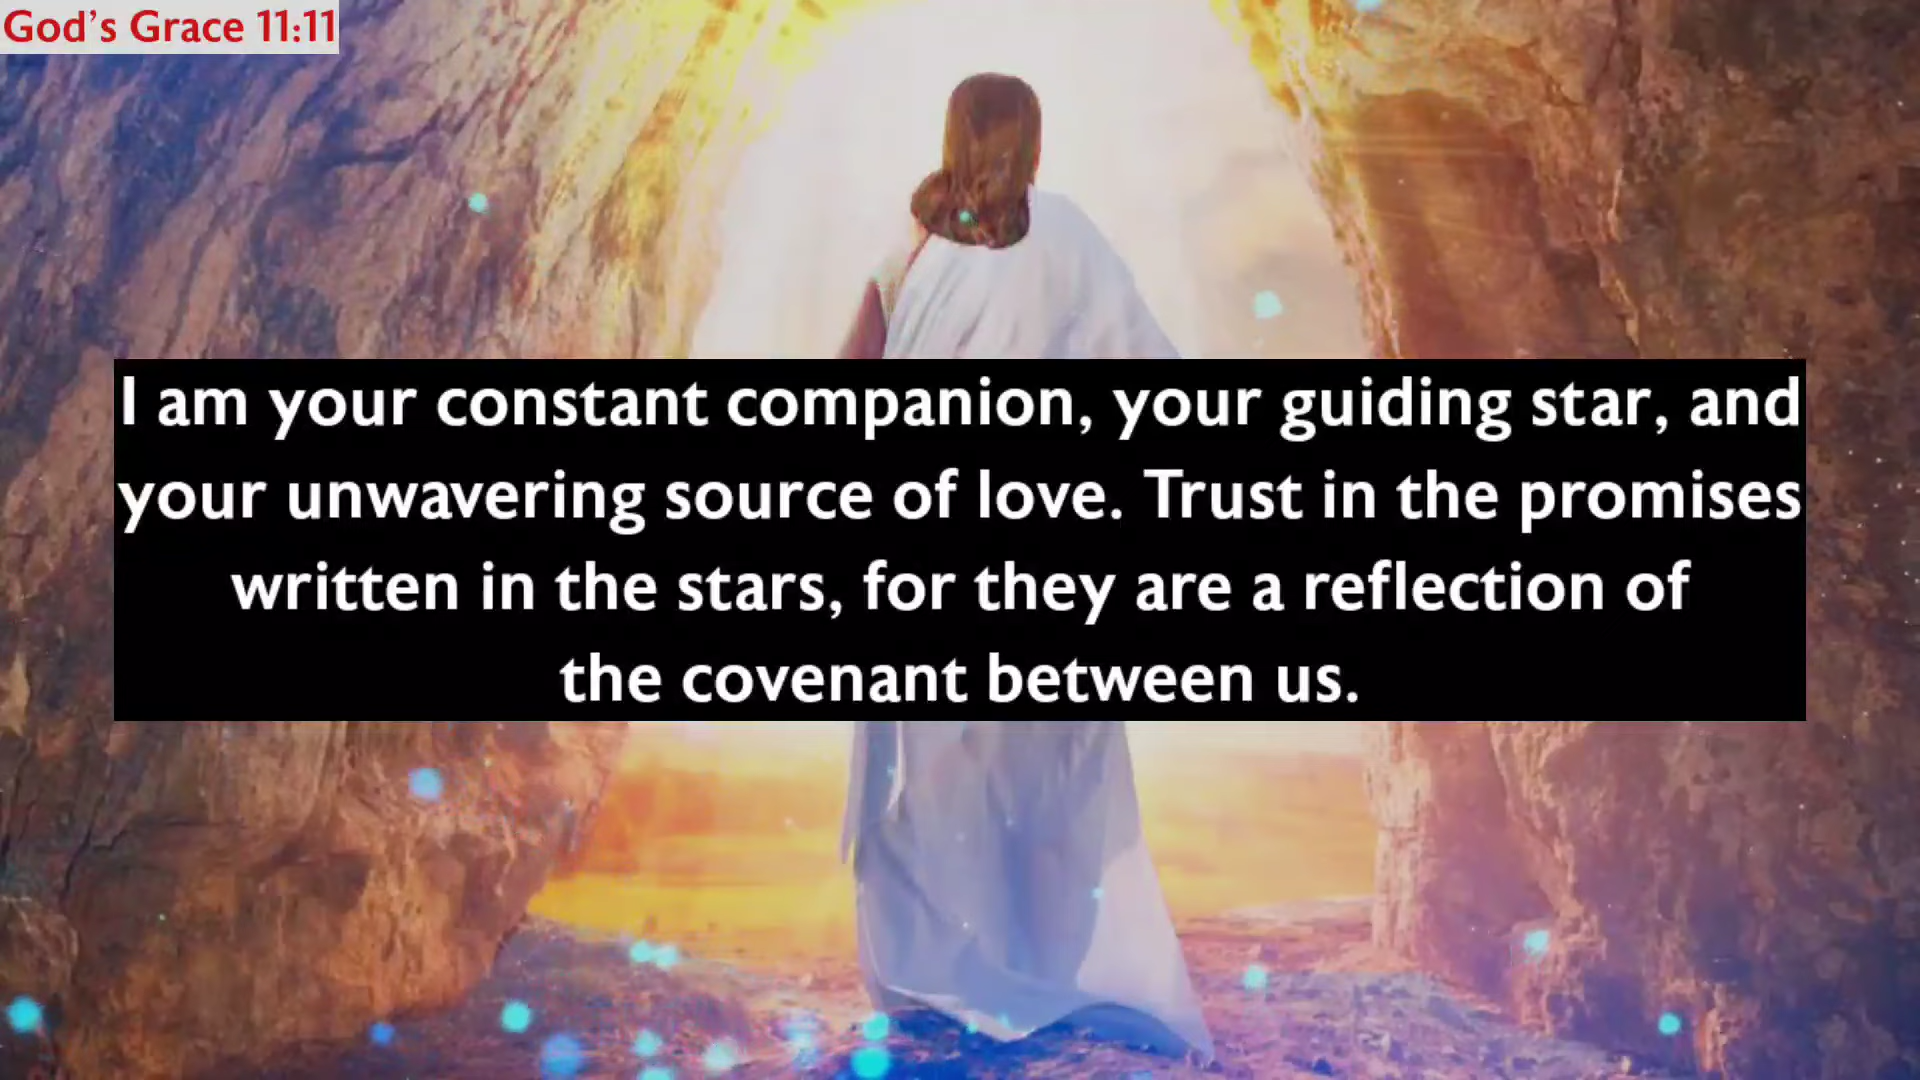 God's Grace 11:11
I am your constant companion, your guiding star, and
your unwavering source of love. Trust in the promises
written in the stars, for they are a reflection of
the covenant between us.